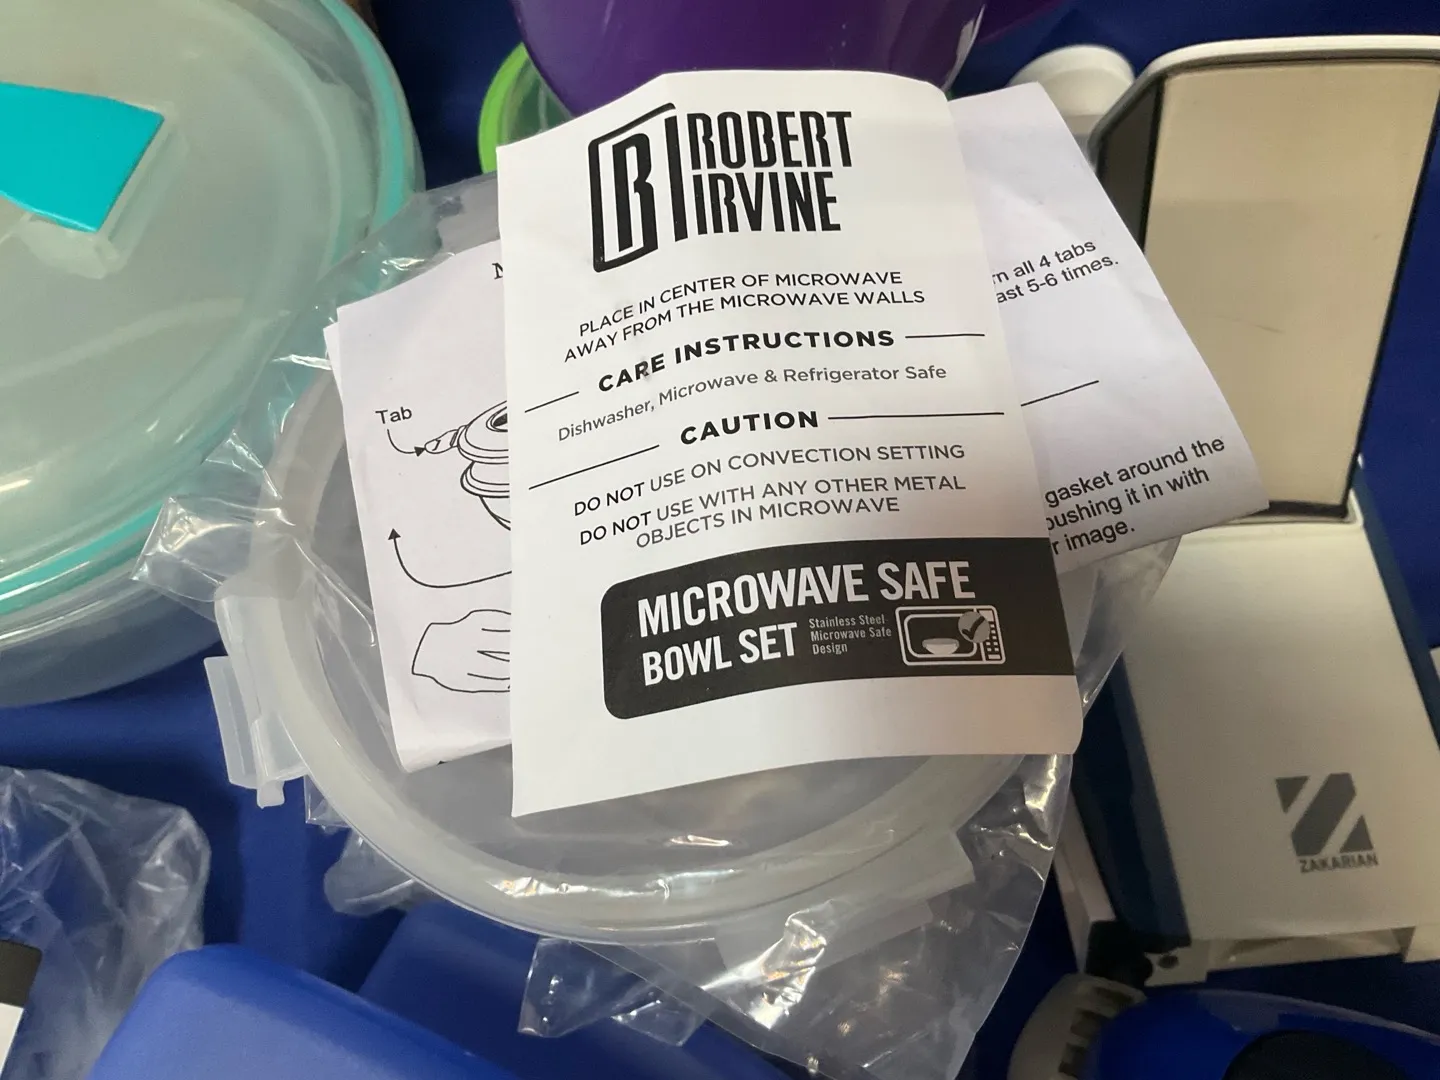 ROBERT
IRVINE
PLACE IN CENTER OF MICROWAVE
AWAY FROM THE MICROWAVE WALLS
CARE INSTRUCTIONS
Dishwasher, Microwave & Refrigerator Safe
CAUTION
DO NOT USE ON CONVECTION SETTING
DO NOT USE WITH ANY OTHER METAL
OBJECTS IN MICROWAVE
MICROWAVE SAFE
BOWL SET
Stainless Steel
Microwave Safe
Design
Tab
all 4 tabs
5-6 times.
gasket around the
pushing it in with
image.
ZAKARIAN